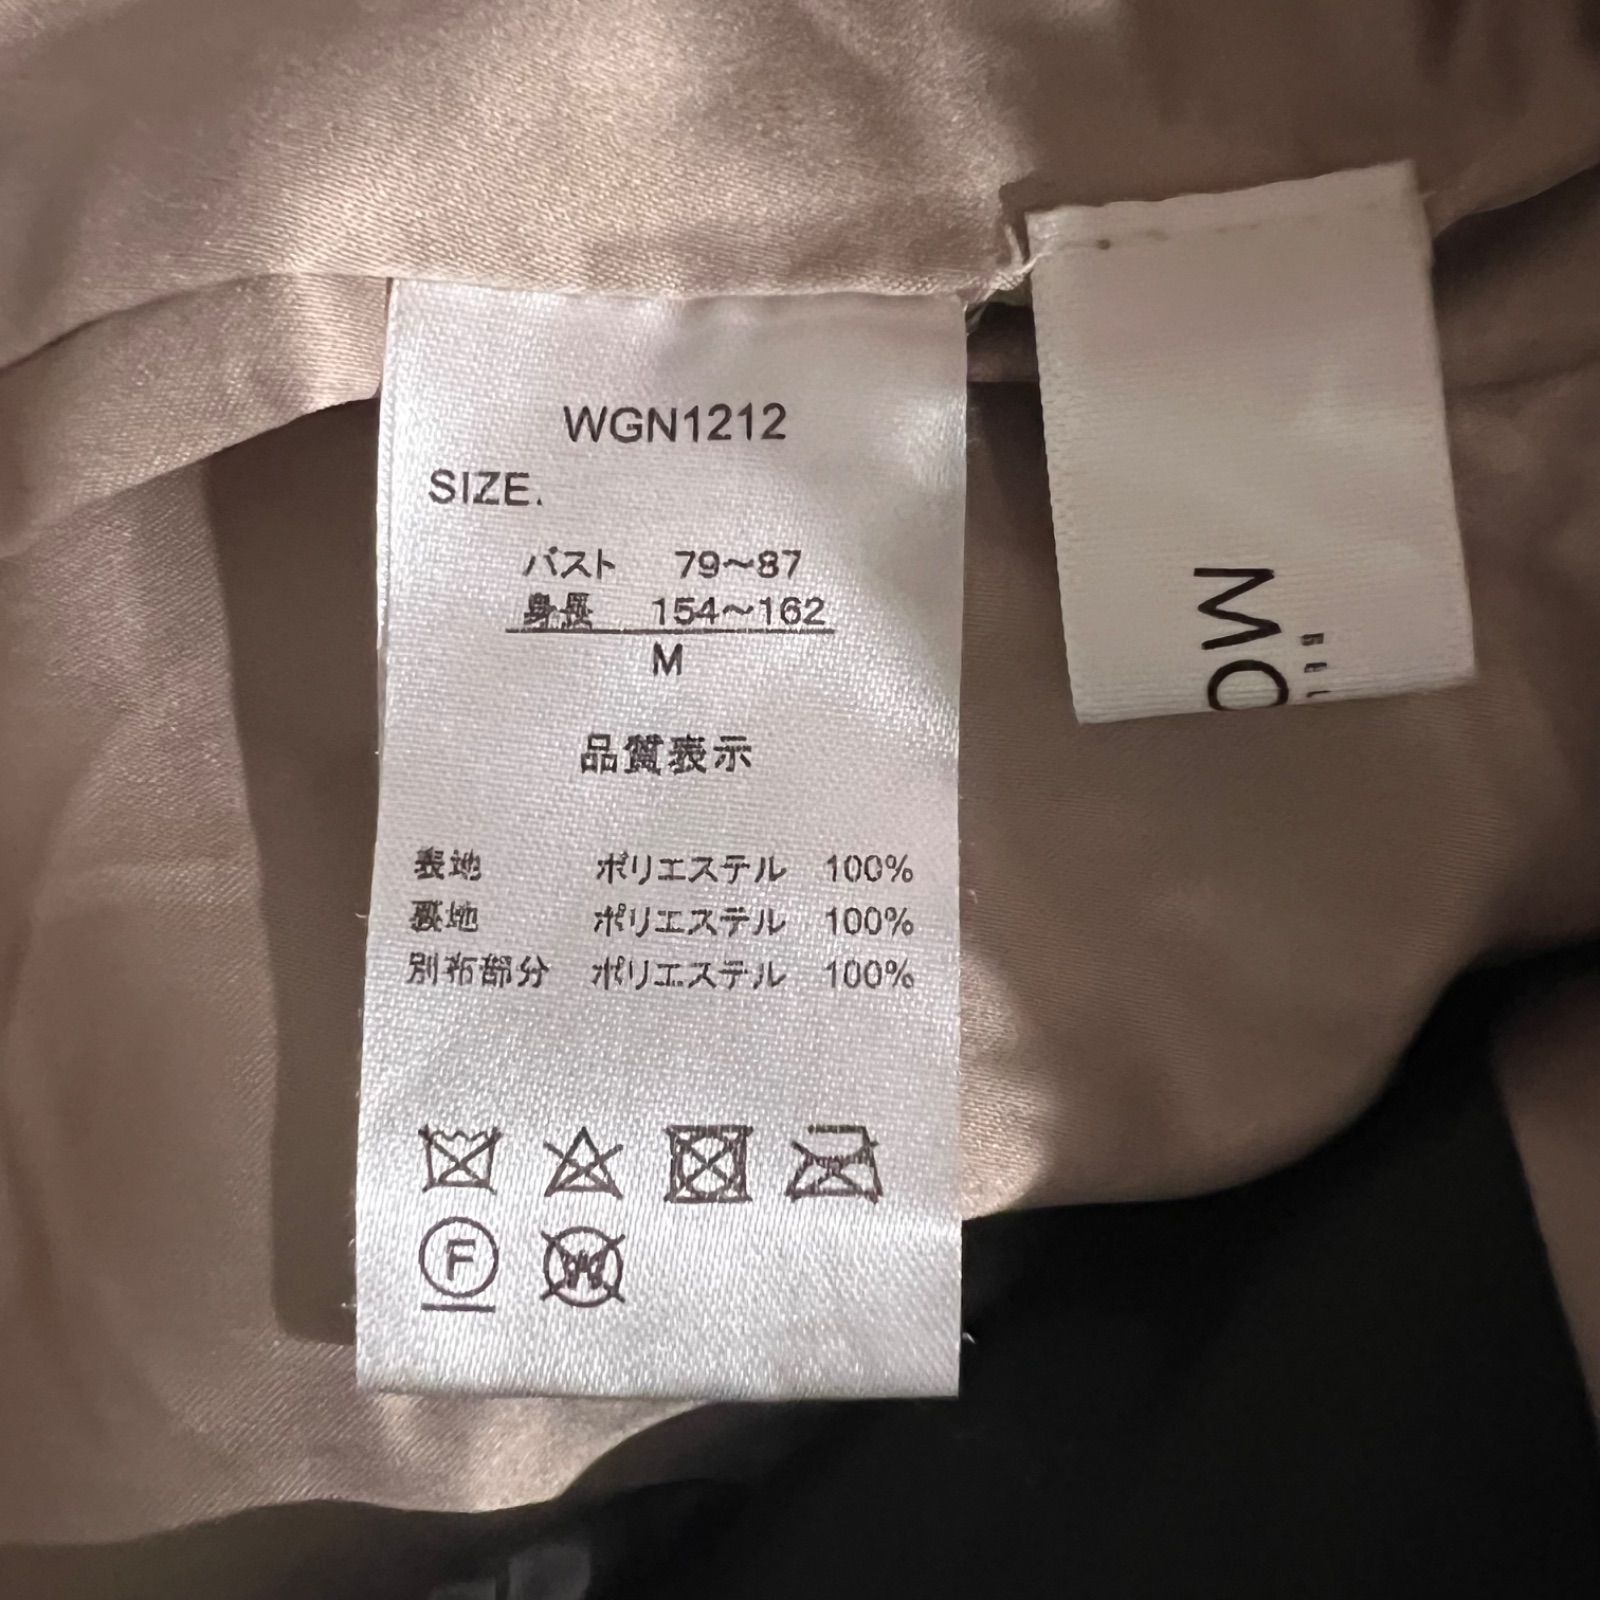 WGN1212
SIZE.
バスト 79～87
身長 154～162
M
品質表示
表地 ポリエステル 100%
裏地 ポリエステル 100%
別布部分 ポリエステル 100%
F
W
MO